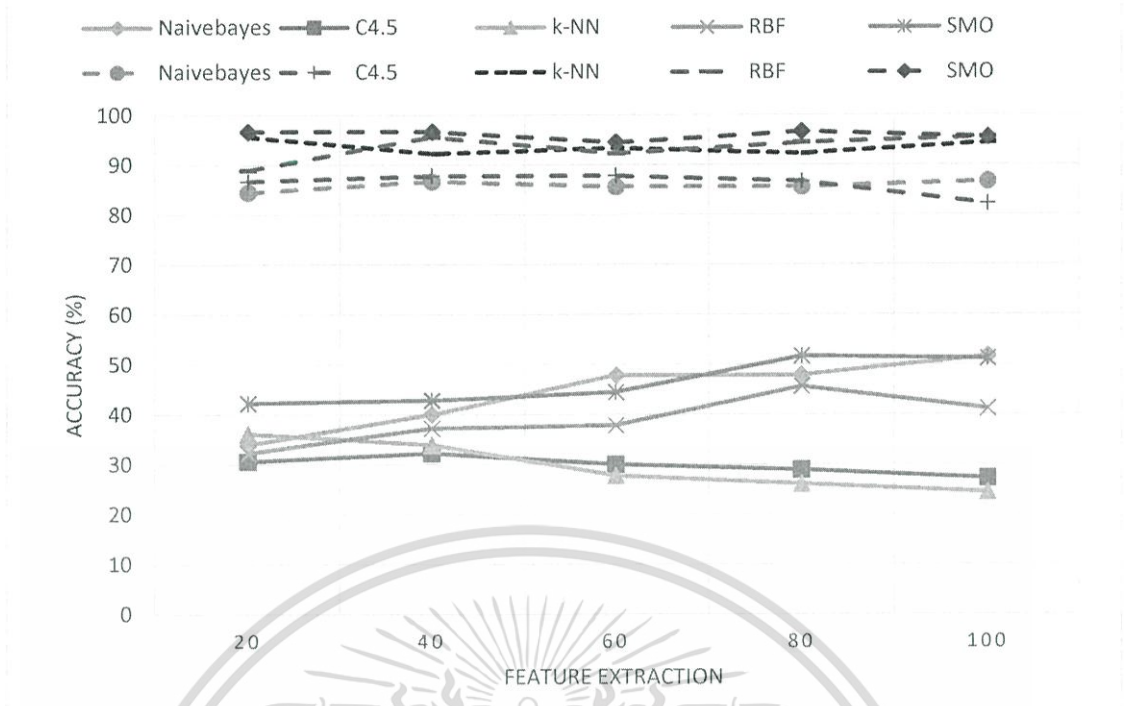 Naivebayes C4.5 k-NN RBF SMO
Naivebayes C4.5 k-NN RBF SMO
100
90
80
70
60
50
40
30
20
10
0
ACCURACY (%)
20 40 60 80 100
FEATURE EXTRACTION